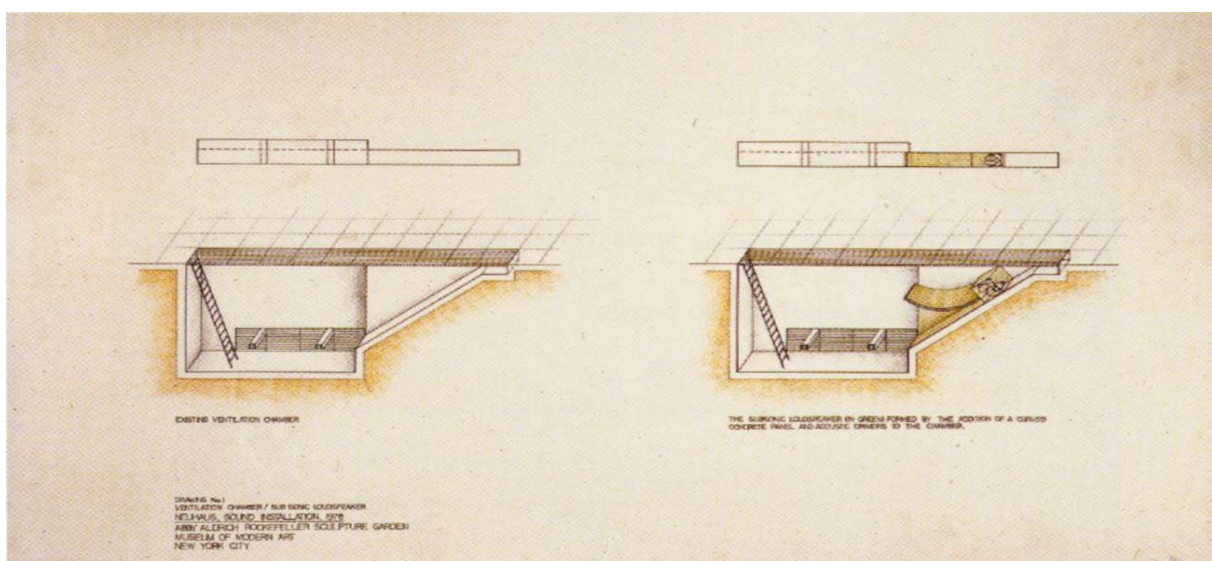 EXISTING VENTILATION CHAMBER
THE SUBSONIC LOUDSPEAKER (IN GREEN) FORMED BY THE ADDITION OF A CURVED
CONCRETE PANEL AND ACOUSTIC DRIVERS TO THE CHAMBER.
DRAWING No.1
VENTILATION CHAMBER / SUB SONIC LOUDSPEAKER
NEUHAUS, SOUND INSTALLATION, 1978
ABBY ALDRICH ROCKEFELLER SCULPTURE GARDEN
MUSEUM OF MODERN ART
NEW YORK CITY